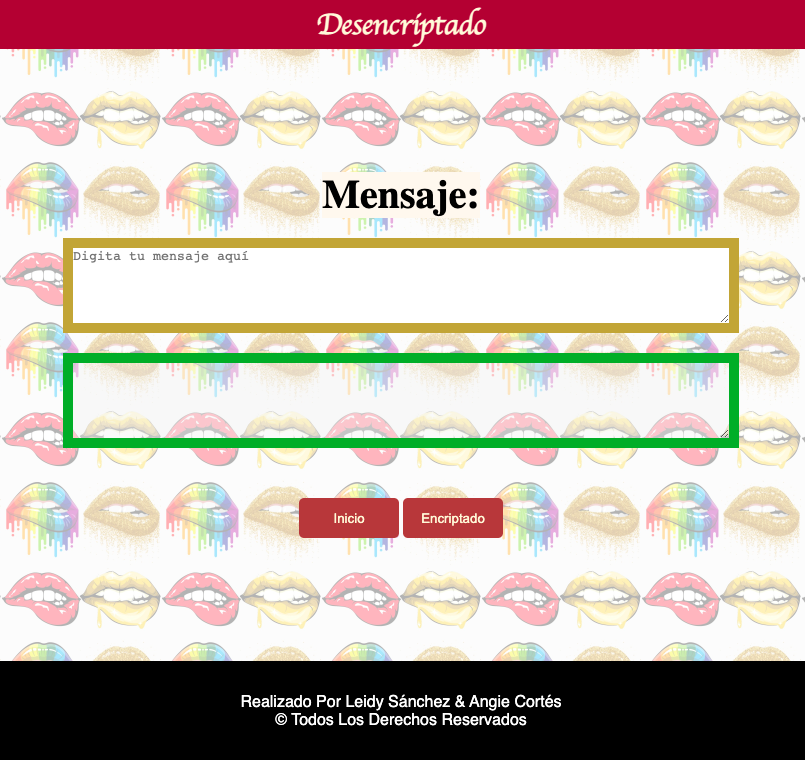 Desencriptado
Mensaje:
Digita tu mensaje aquí
Inicio
Encriptado
Realizado Por Leidy Sánchez & Angie Cortés
© Todos Los Derechos Reservados